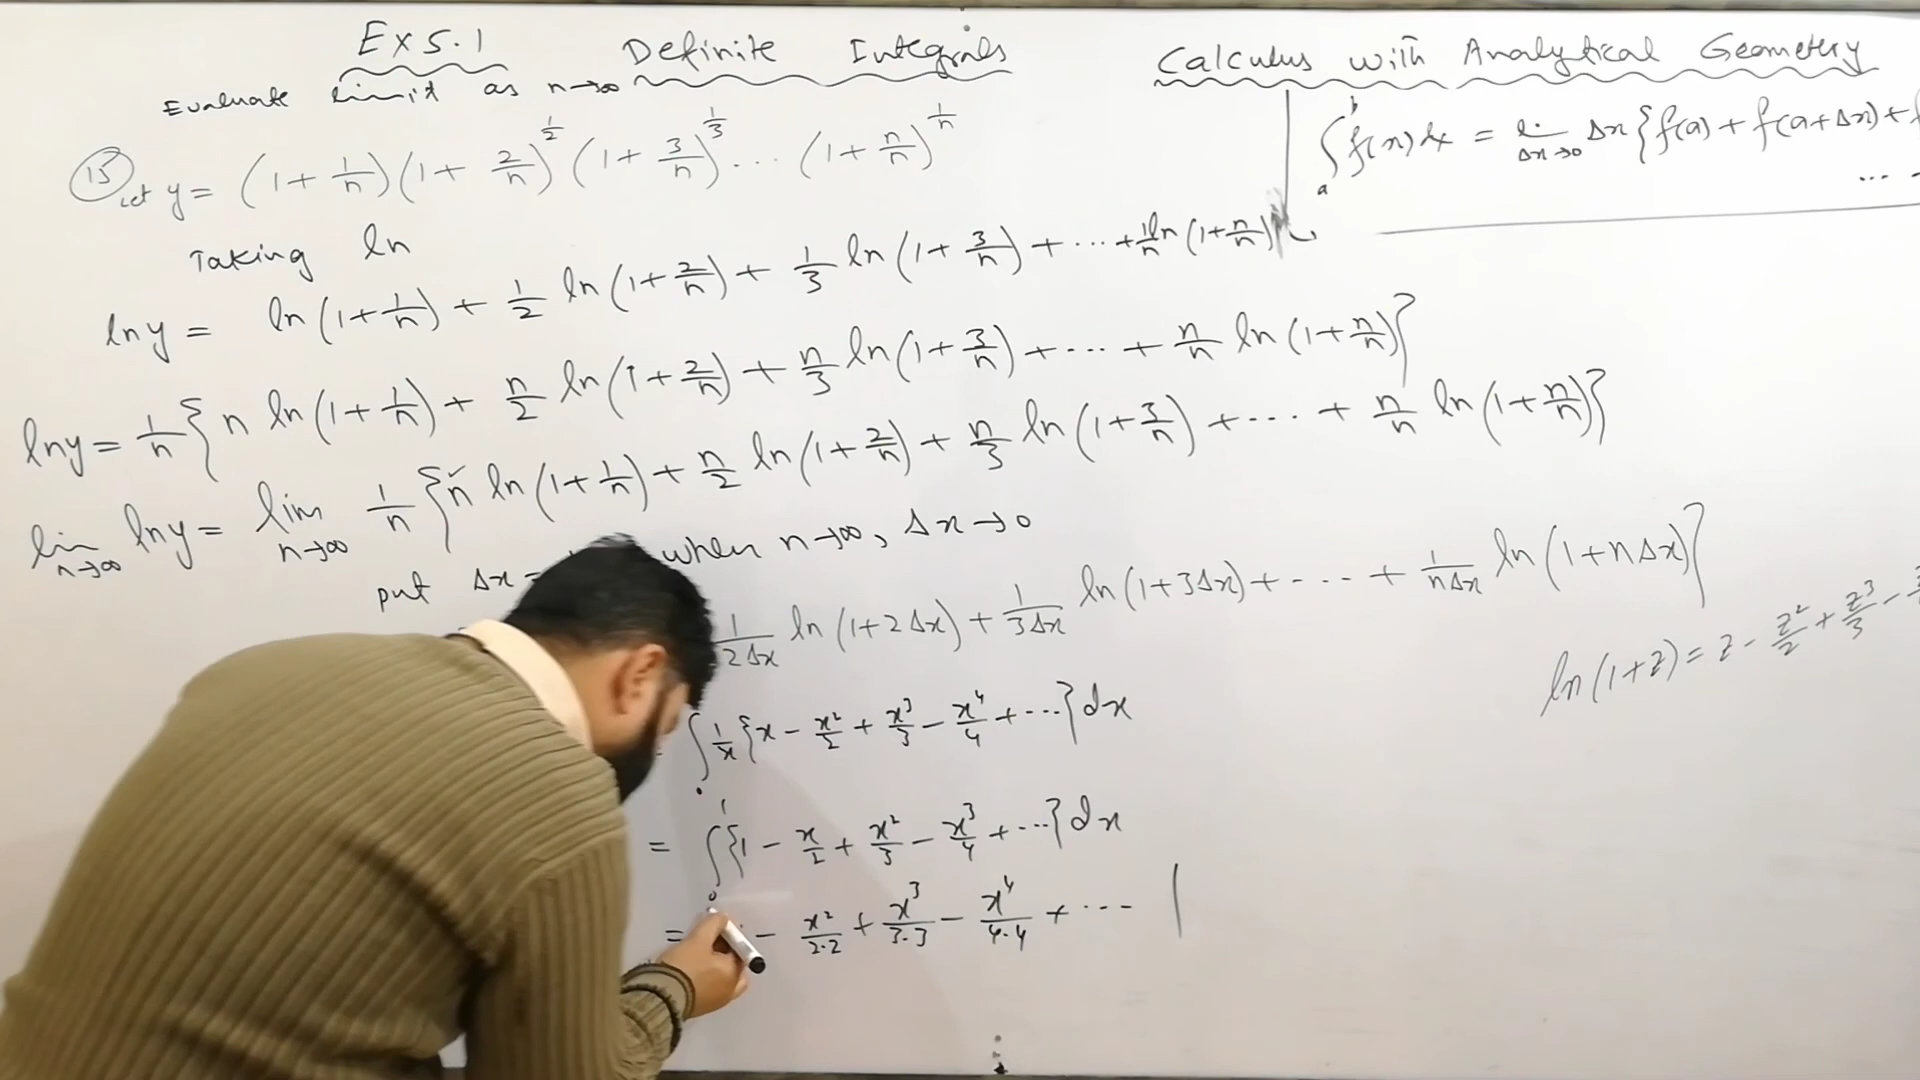 Ex 5.1 Definite Integrals Calculus with Analytical Geometry
Evaluate limit as n→∞
∫_a^b f(x) dx = lim_{Δx→0} Δx { f(a) + f(a+Δx) +
... 
(15) Let y = (1 + 1/n)(1 + 2/n)^{1/2} (1 + 3/n)^{1/3} ... (1 + n/n)^{1/n}
Taking ln
ln y = ln(1 + 1/n) + 1/2 ln(1 + 2/n) + 1/3 ln(1 + 3/n) + ... + 1/n ln(1 + n/n)
ln y = 1/n { n ln(1 + 1/n) + n/2 ln(1 + 2/n) + n/3 ln(1 + 3/n) + ... + n/n ln(1 + n/n) }
lim_{n→∞} ln y = lim_{n→∞} 1/n { n ln(1 + 1/n) + n/2 ln(1 + 2/n) + n/3 ln(1 + 3/n) + .... + n/n ln(1 + n/n) }
put Δx = when n→∞, Δx→0
1/2Δx ln(1+2Δx) + 1/3Δx ln(1+3Δx) + .... + 1/nΔx ln(1+nΔx) }
ln(1+z) = z - z²/2 + z³/3 -
∫_0 1/x { x - x²/2 + x³/3 - x⁴/4 + ... } dx
= ∫_0^1 { 1 - x/2 + x²/3 - x³/4 + ... } dx
= - x²/2·2 + x³/3·3 - x⁴/4·4 + ... |